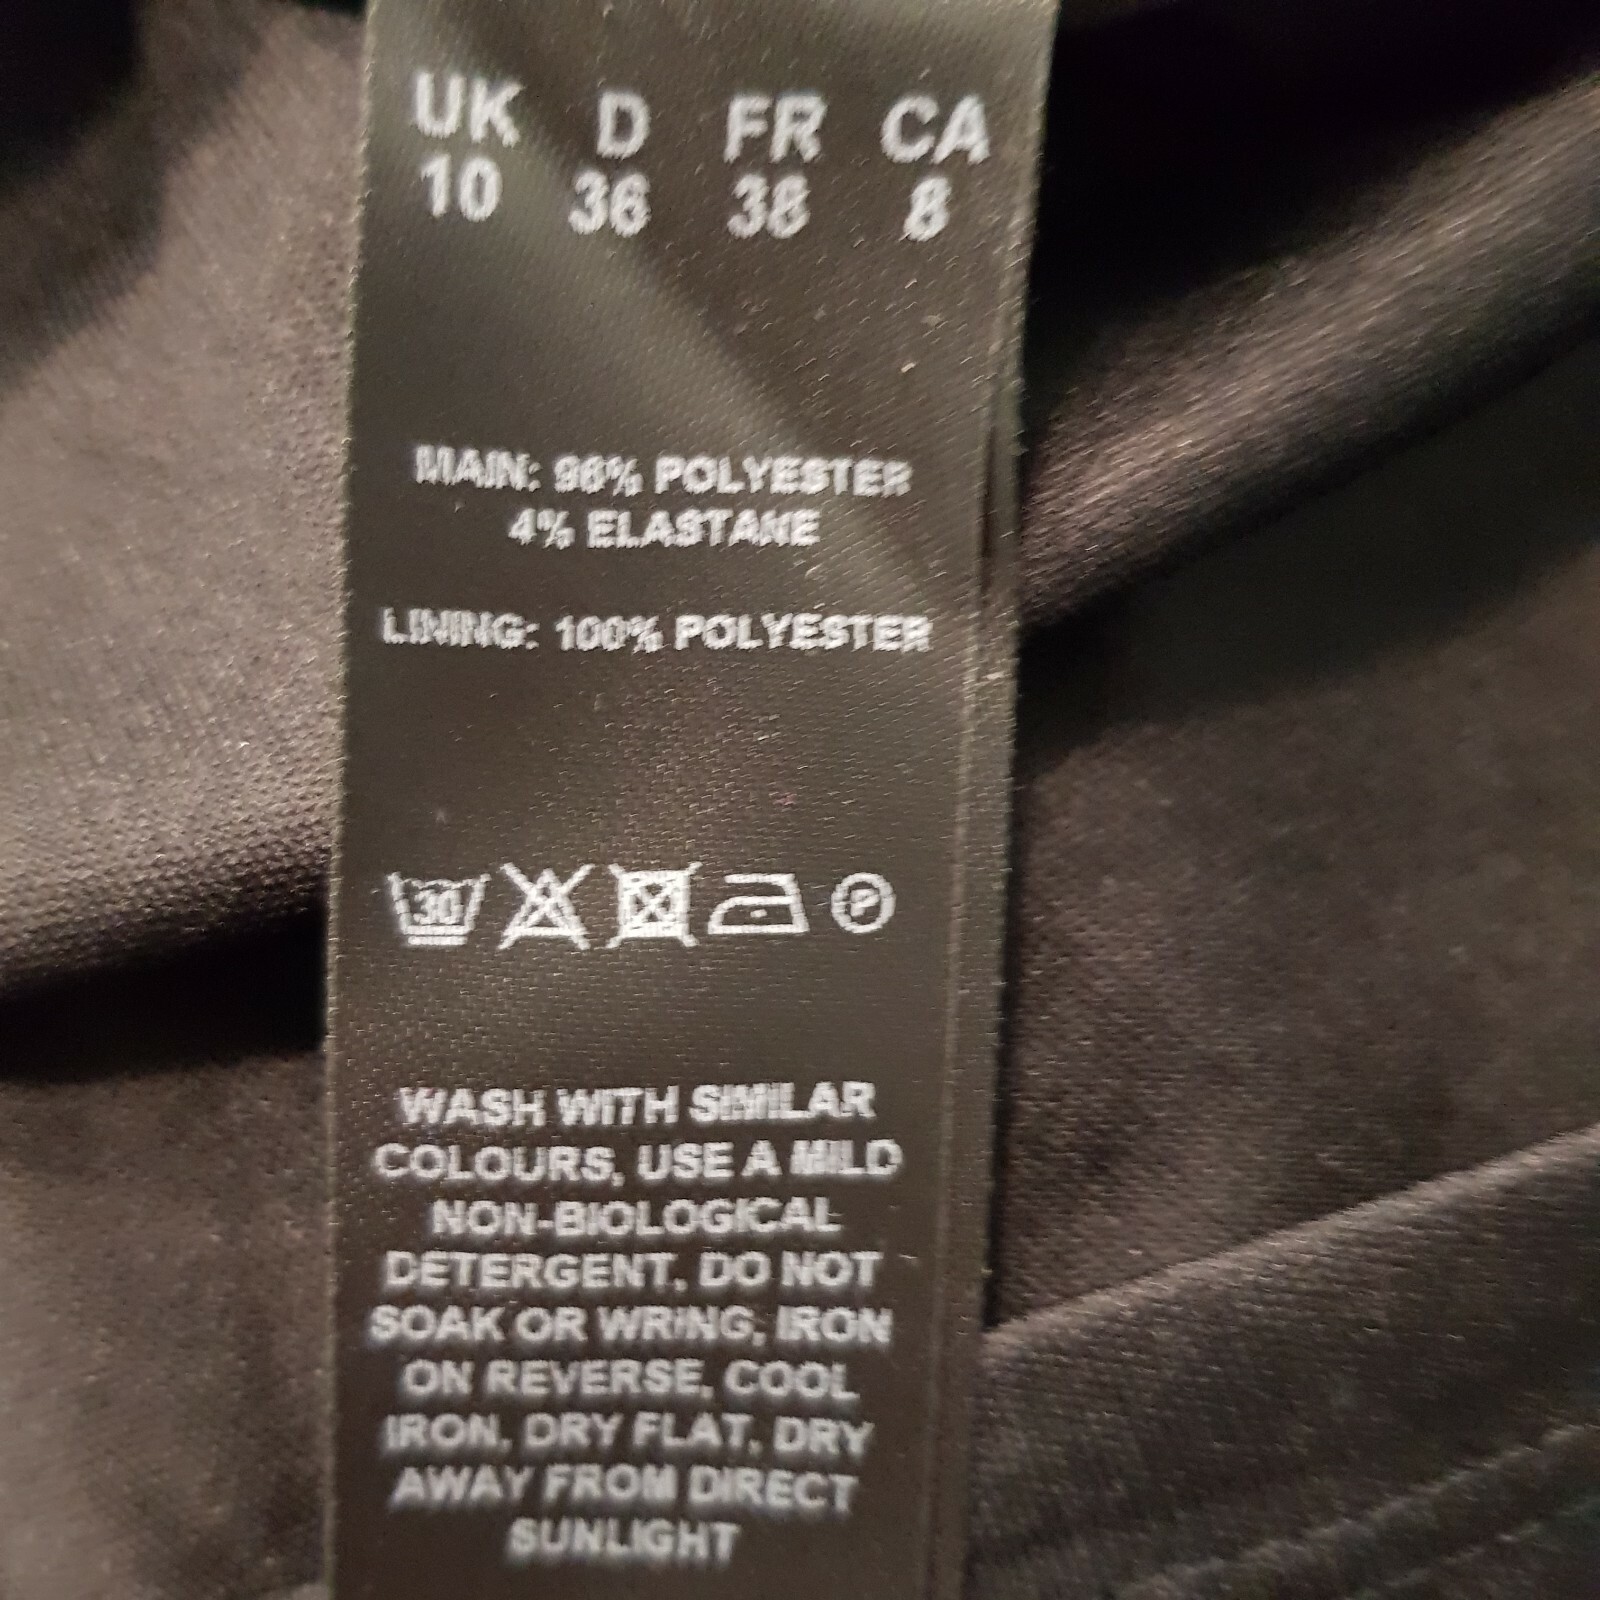 UK D FR CA
10 36 38 8
MAIN: 96% POLYESTER
4% ELASTANE
LINING: 100% POLYESTER
30 P
WASH WITH SIMILAR
COLOURS, USE A MILD
NON-BIOLOGICAL
DETERGENT, DO NOT
SOAK OR WRING, IRON
ON REVERSE, COOL
IRON, DRY FLAT, DRY
AWAY FROM DIRECT
SUNLIGHT